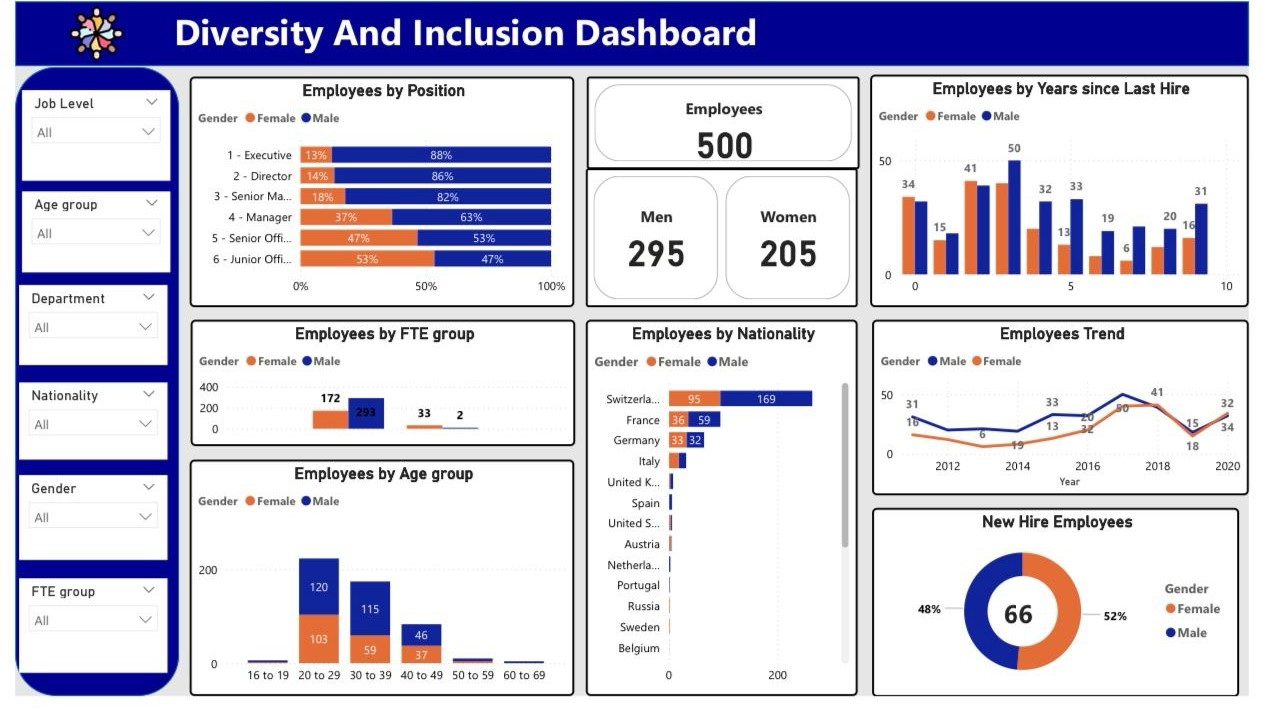 Diversity And Inclusion Dashboard
Job Level
All
Age group
All
Department
All
Nationality
All
Gender
All
FTE group
All
Employees by Position
Gender Female Male
1 - Executive 13% 88%
2 - Director 14% 86%
3 - Senior Ma... 18% 82%
4 - Manager 37% 63%
5 - Senior Offi... 47% 53%
6 - Junior Offi... 53% 47%
0% 50% 100%
Employees by FTE group
Gender Female Male
400
200
0
172 293 33 2
Employees by Age group
Gender Female Male
200
0
120
103
115
59
46
37
16 to 19 20 to 29 30 to 39 40 to 49 50 to 59 60 to 69
Employees
500
Men
295
Women
205
Employees by Nationality
Gender Female Male
Switzerla... 95 169
France 36 59
Germany 33 32
Italy
United K...
Spain
United S...
Austria
Netherla...
Portugal
Russia
Sweden
Belgium
0 200
Employees by Years since Last Hire
Gender Female Male
50
0
34 15 41 50 32 13 33 19 6 20 16 31
0 5 10
Employees Trend
Gender Male Female
50
0
31 33 20 50 41 15 32
16 6 19 13 32 18 34
2012 2014 2016 2018 2020
Year
New Hire Employees
48%
66
52%
Gender
Female
Male